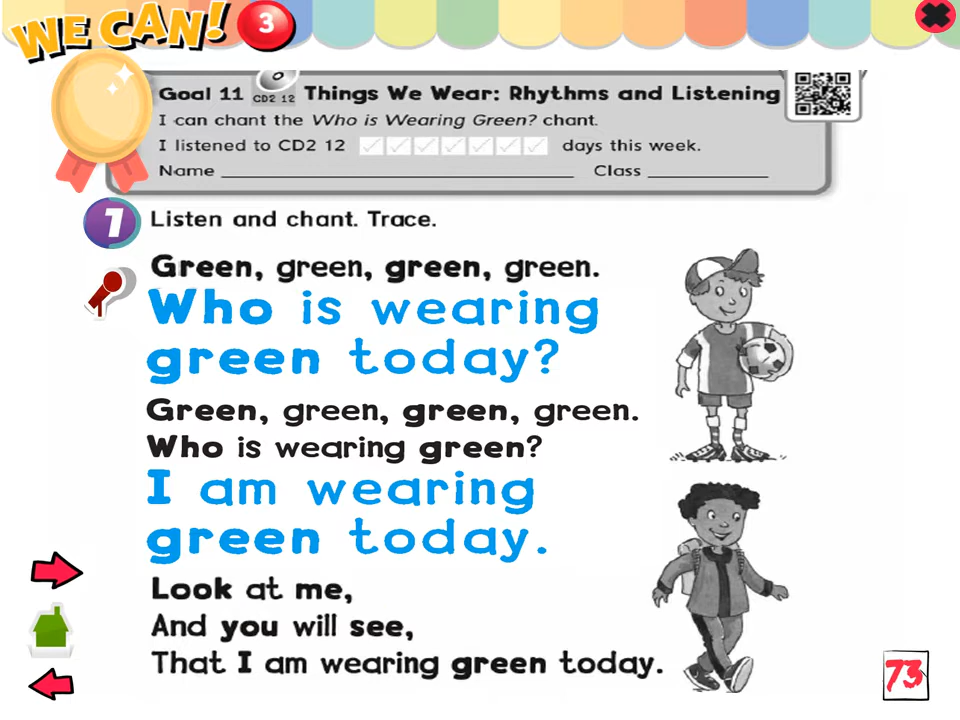 WE CAN! 3
Goal 11 CD2 12 Things We Wear: Rhythms and Listening
I can chant the Who is Wearing Green? chant.
I listened to CD2 12 days this week.
Name ______ Class ______
1 Listen and chant. Trace.
Green, green, green, green.
Who is wearing
green today?
Green, green, green, green.
Who is wearing green?
I am wearing
green today.
Look at me,
And you will see,
That I am wearing green today.
73